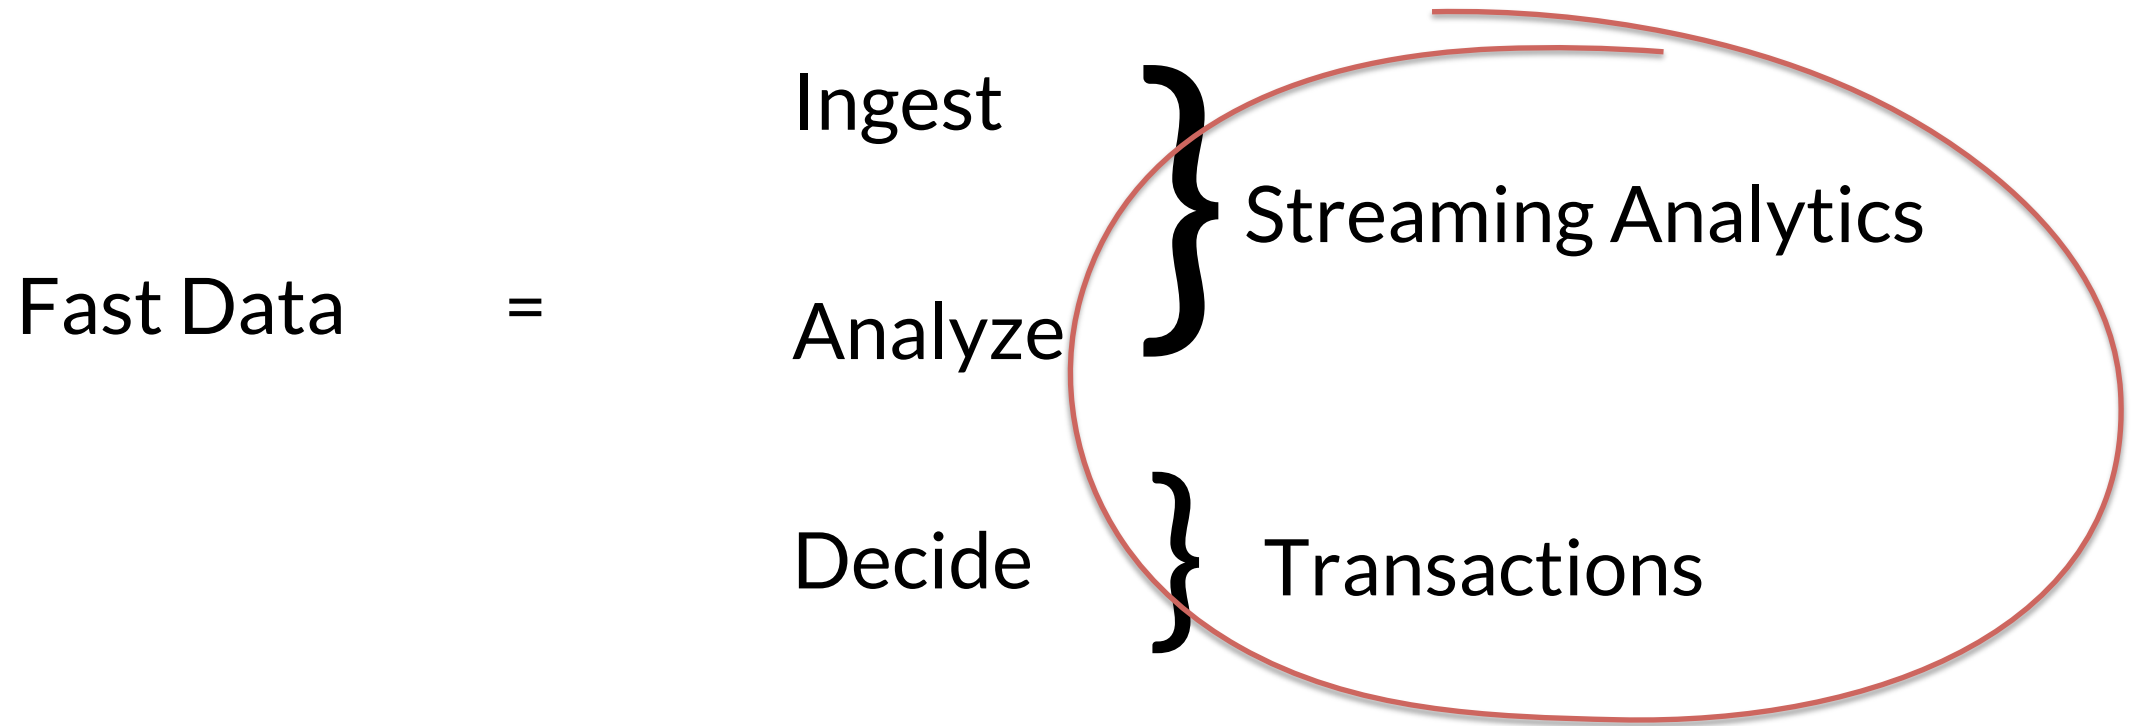 Fast Data =
Ingest
Analyze
} Streaming Analytics
Decide } Transactions